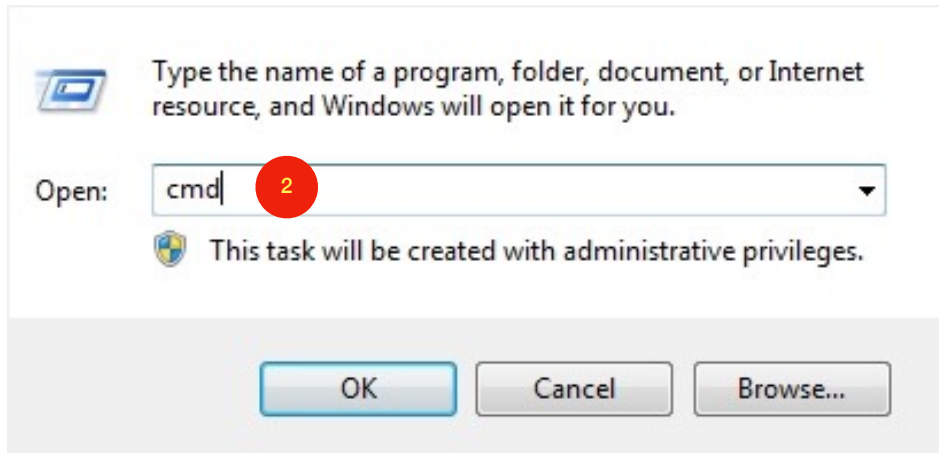 Type the name of a program, folder, document, or Internet
resource, and Windows will open it for you.
Open: cmd 2
This task will be created with administrative privileges.
OK Cancel Browse...